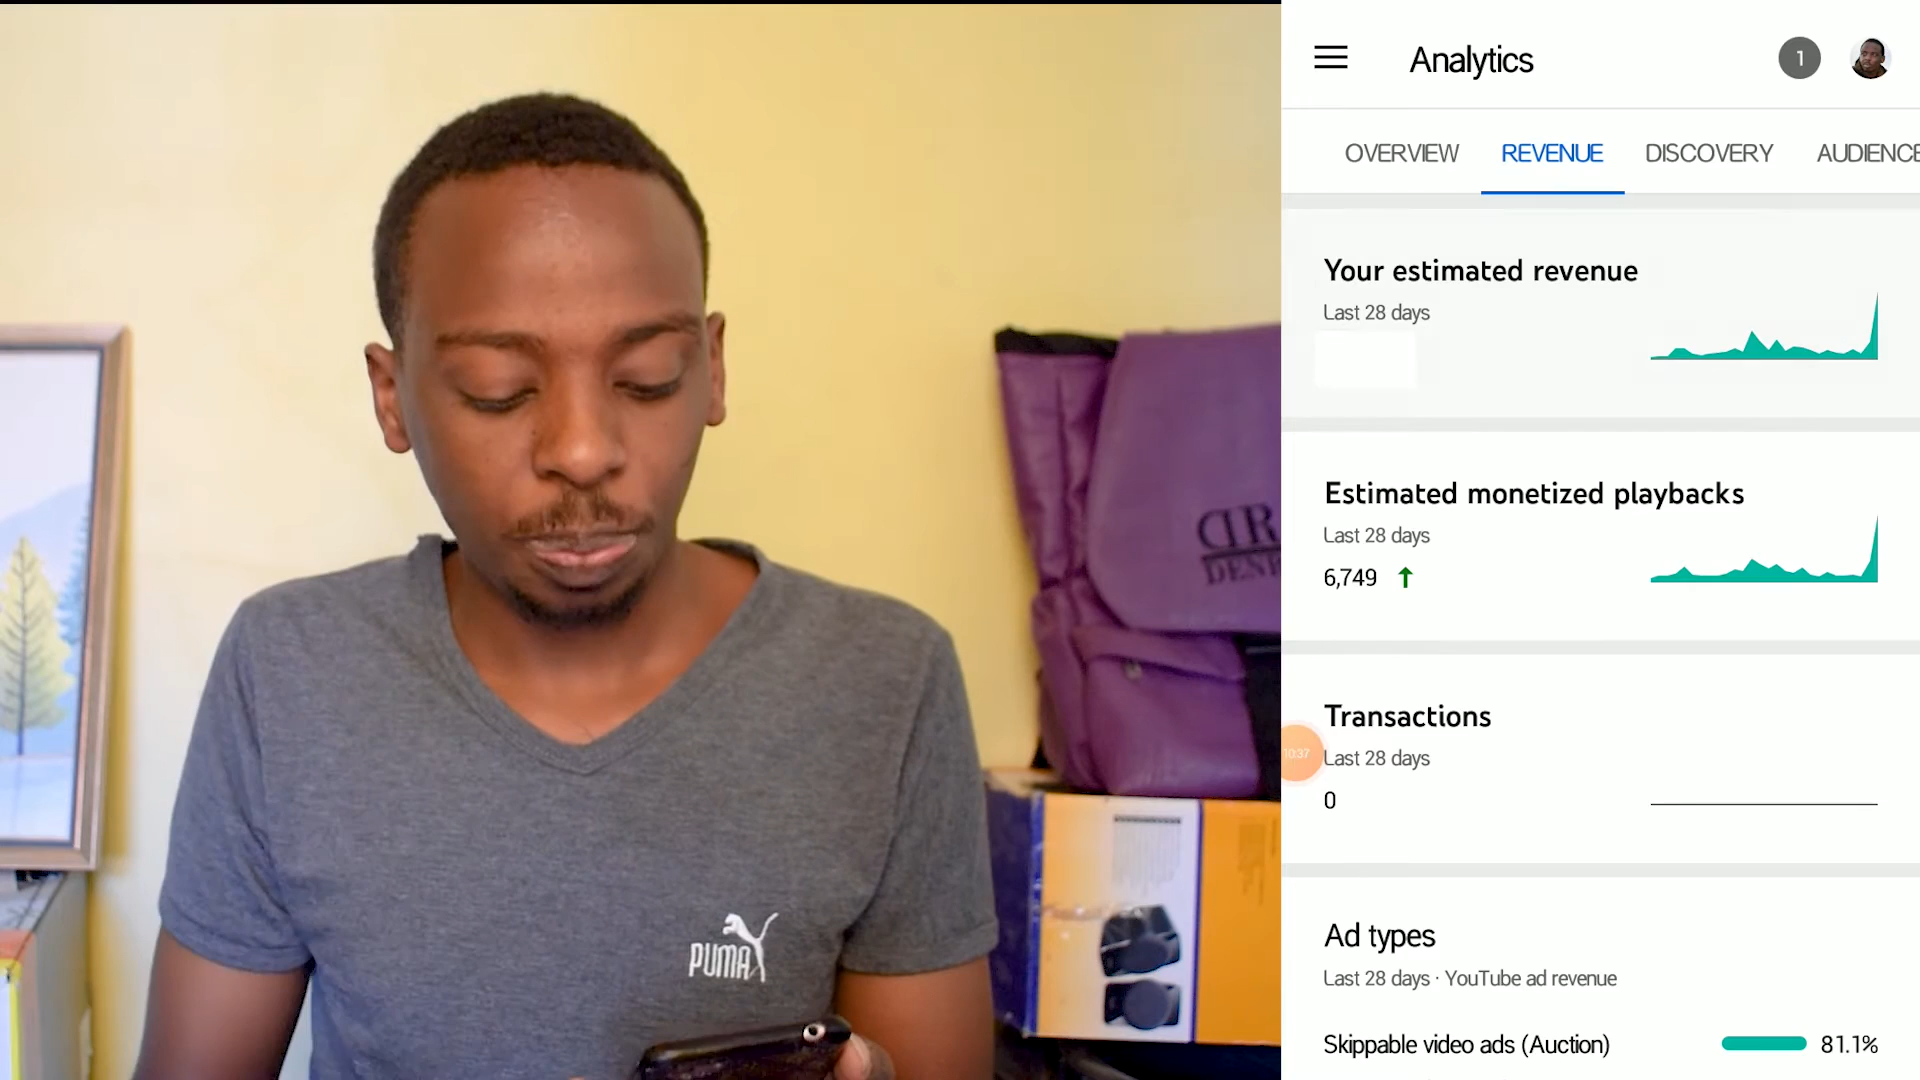 Analytics
1
OVERVIEW REVENUE DISCOVERY AUDIENCE
Your estimated revenue
Last 28 days
Estimated monetized playbacks
Last 28 days
6,749
Transactions
10:37
Last 28 days
0
Ad types
Last 28 days · YouTube ad revenue
Skippable video ads (Auction) 81.1%
PUMA